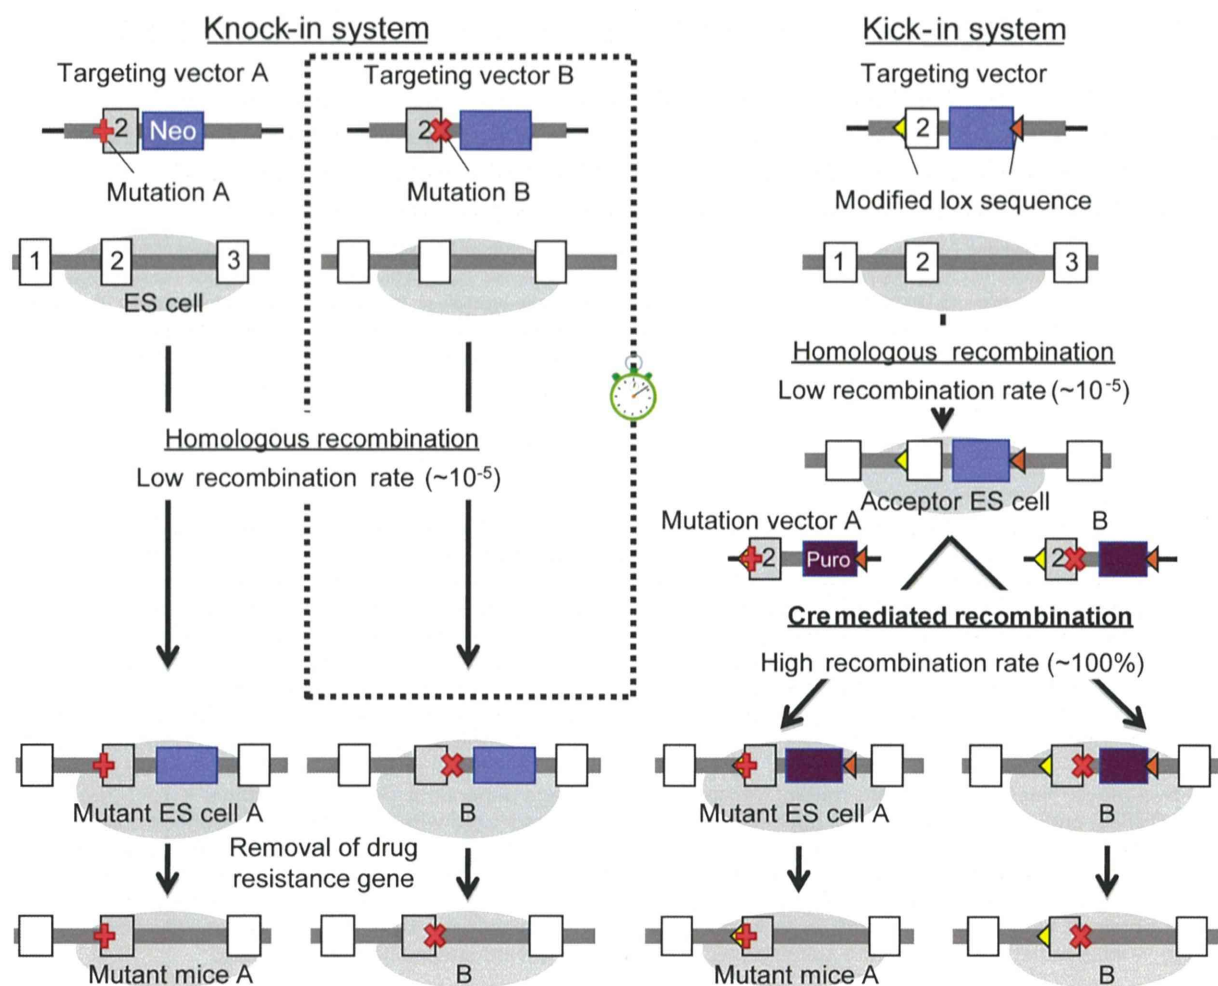 Knock-in system
Targeting vector A
Targeting vector B
2
Neo
2
Mutation A
Mutation B
1
2
3
ES cell
Homologous recombination
Low recombination rate (~10-5)
Mutant ES cell A
B
Removal of drug
resistance gene
Mutant mice A
B
Kick-in system
Targeting vector
2
Modified lox sequence
1
2
3
Homologous recombination
Low recombination rate (~10-5)
Acceptor ES cell
Mutation vector A
B
2
Puro
2
Cre mediated recombination
High recombination rate (~100%)
Mutant ES cell A
B
Mutant mice A
B